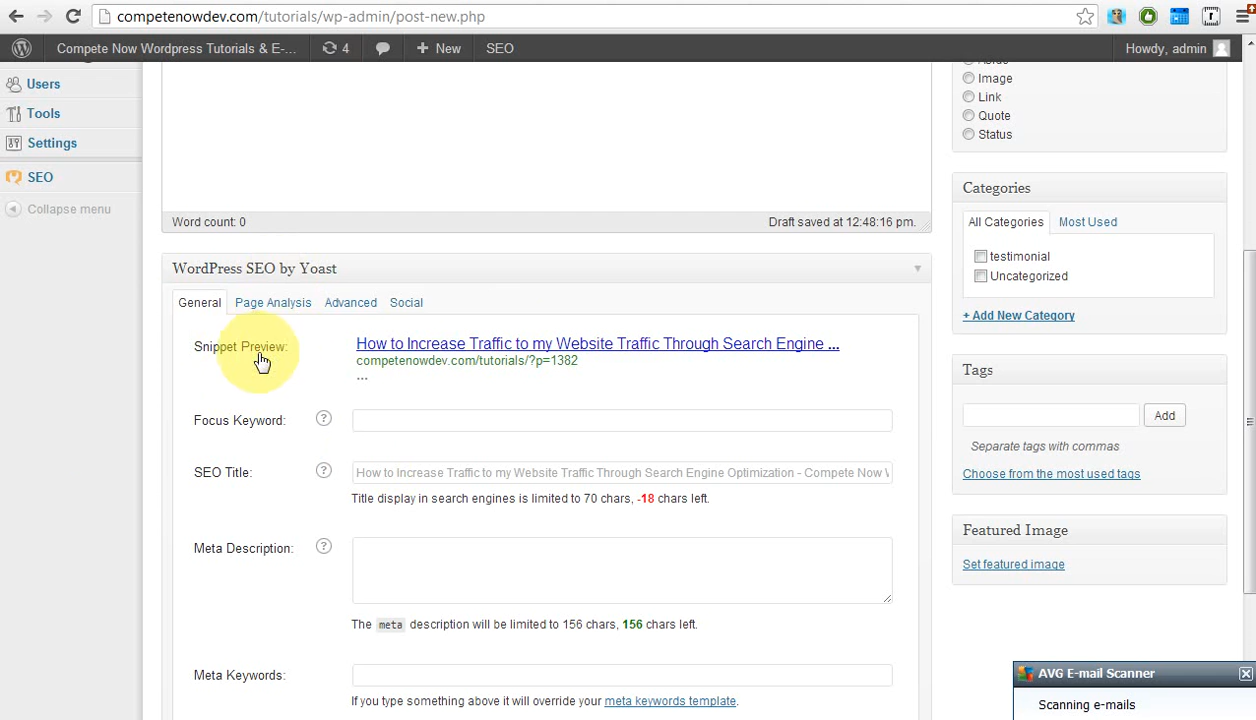 competenowdev.com/tutorials/wp-admin/post-new.php
Compete Now Wordpress Tutorials & E-... 4 + New SEO Howdy, admin
Users
Tools
Settings
SEO
Collapse menu
Word count: 0 Draft saved at 12:48:16 pm.
WordPress SEO by Yoast
General Page Analysis Advanced Social
Snippet Preview: How to Increase Traffic to my Website Traffic Through Search Engine ...
competenowdev.com/tutorials/?p=1382
...
Focus Keyword: ?
SEO Title: ? How to Increase Traffic to my Website Traffic Through Search Engine Optimization - Compete Now
Title display in search engines is limited to 70 chars, -18 chars left.
Meta Description: ?
The meta description will be limited to 156 chars, 156 chars left.
Meta Keywords:
If you type something above it will override your meta keywords template.
Image
Link
Quote
Status
Categories
All Categories Most Used
testimonial
Uncategorized
+ Add New Category
Tags
Add
Separate tags with commas
Choose from the most used tags
Featured Image
Set featured image
AVG E-mail Scanner
Scanning e-mails